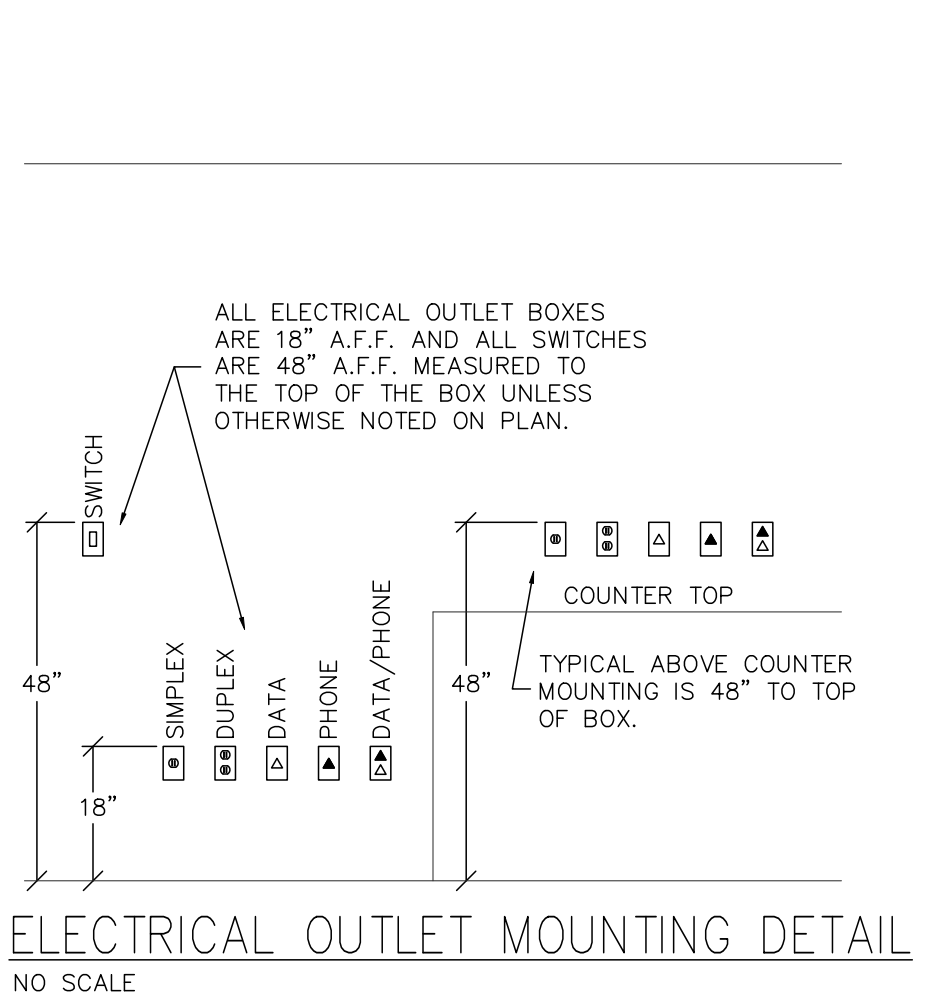 ALL ELECTRICAL OUTLET BOXES
ARE 18" A.F.F. AND ALL SWITCHES
ARE 48" A.F.F. MEASURED TO
THE TOP OF THE BOX UNLESS
OTHERWISE NOTED ON PLAN.
SWITCH
48"
18"
SIMPLEX
DUPLEX
DATA
PHONE
DATA/PHONE
48"
COUNTER TOP
TYPICAL ABOVE COUNTER
MOUNTING IS 48" TO TOP
OF BOX.
ELECTRICAL OUTLET MOUNTING DETAIL
NO SCALE